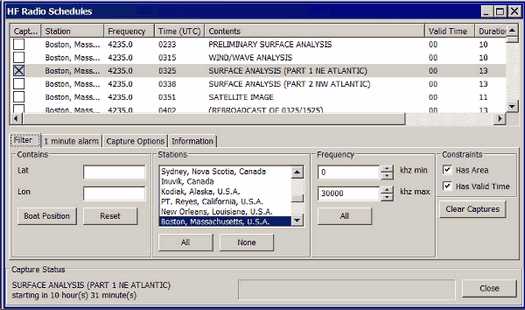 HF Radio Schedules
Capt... Station Frequency Time (UTC) Contents Valid Time Duration
Boston, Mass... 4235.0 0233 PRELIMINARY SURFACE ANALYSIS 00 10
Boston, Mass... 4235.0 0315 WIND/WAVE ANALYSIS 00 10
Boston, Mass... 4235.0 0325 SURFACE ANALYSIS (PART 1 NE ATLANTIC) 00 13
Boston, Mass... 4235.0 0338 SURFACE ANALYSIS (PART 2 NW ATLANTIC) 00 13
Boston, Mass... 4235.0 0351 SATELLITE IMAGE 00 11
Boston, Mass... 4235.0 0402 (REBROADCAST OF 0325/1525) 00 13
Filter 1 minute alarm Capture Options Information
Contains Stations Frequency Constraints
Lat Sydney, Nova Scotia, Canada 0 khz min Has Area
Inuvik, Canada
Kodiak, Alaska, U.S.A.
Lon PT. Reyes, California, U.S.A. 30000 khz max Has Valid Time
New Orleans, Louisiana, U.S.A.
Boat Position Reset Boston, Massachusetts, U.S.A. All Clear Captures
All None
Capture Status
SURFACE ANALYSIS (PART 1 NE ATLANTIC)
starting in 10 hour(s) 31 minute(s)
Close